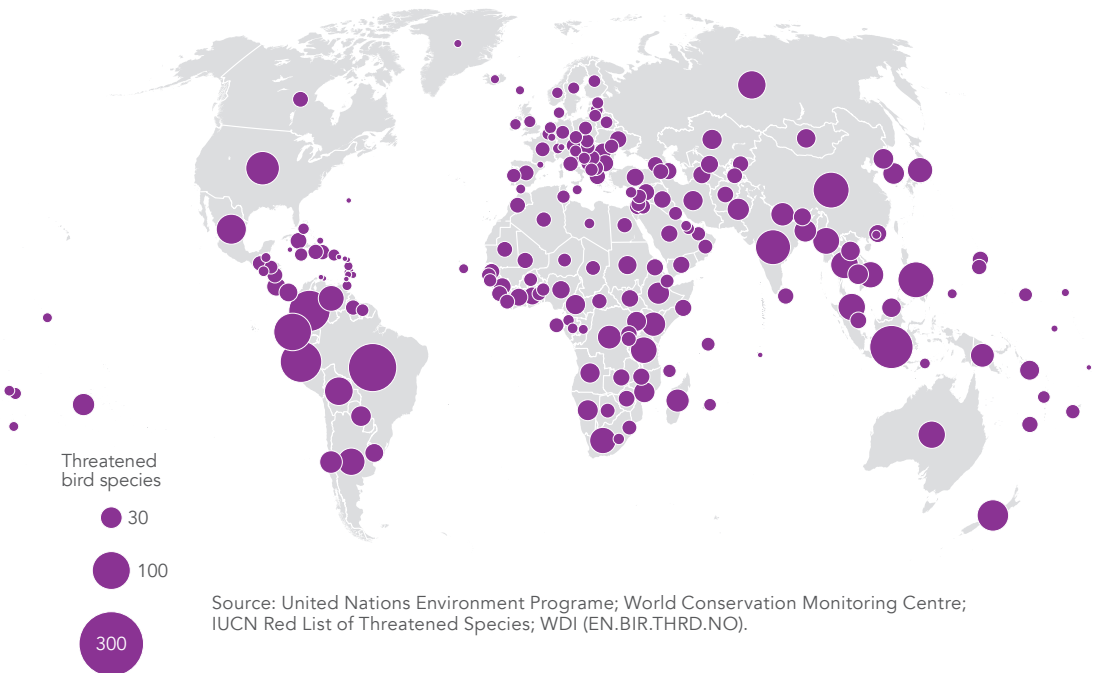 Threatened
bird species
30
100
300
Source: United Nations Environment Programe; World Conservation Monitoring Centre;
IUCN Red List of Threatened Species; WDI (EN.BIR.THRD.NO).